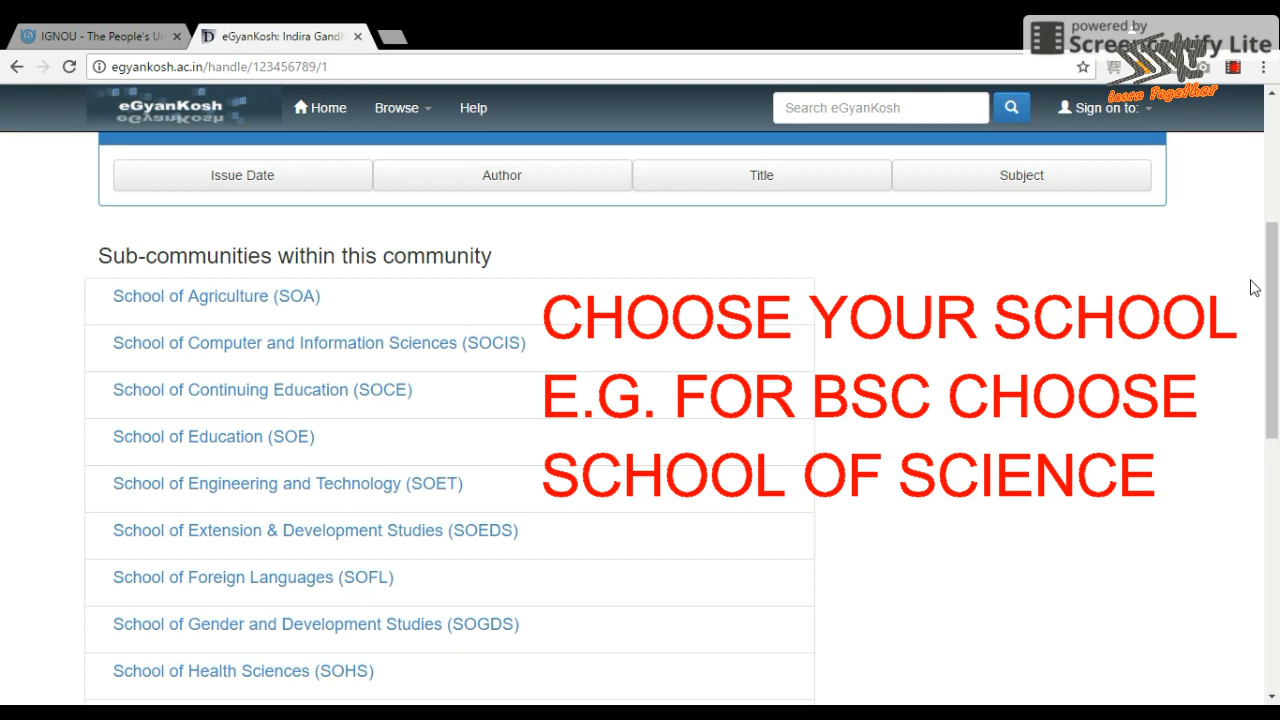 powered by
Screencastify Lite
IGNOU - The People's U
eGyanKosh: Indira Gandh
egyankosh.ac.in/handle/123456789/1
Learn Together
eGyanKosh
Home
Browse
Help
Search eGyanKosh
Sign on to:
Issue Date
Author
Title
Subject
Sub-communities within this community
School of Agriculture (SOA)
School of Computer and Information Sciences (SOCIS)
School of Continuing Education (SOCE)
School of Education (SOE)
School of Engineering and Technology (SOET)
School of Extension & Development Studies (SOEDS)
School of Foreign Languages (SOFL)
School of Gender and Development Studies (SOGDS)
School of Health Sciences (SOHS)
CHOOSE YOUR SCHOOL
E.G. FOR BSC CHOOSE
SCHOOL OF SCIENCE